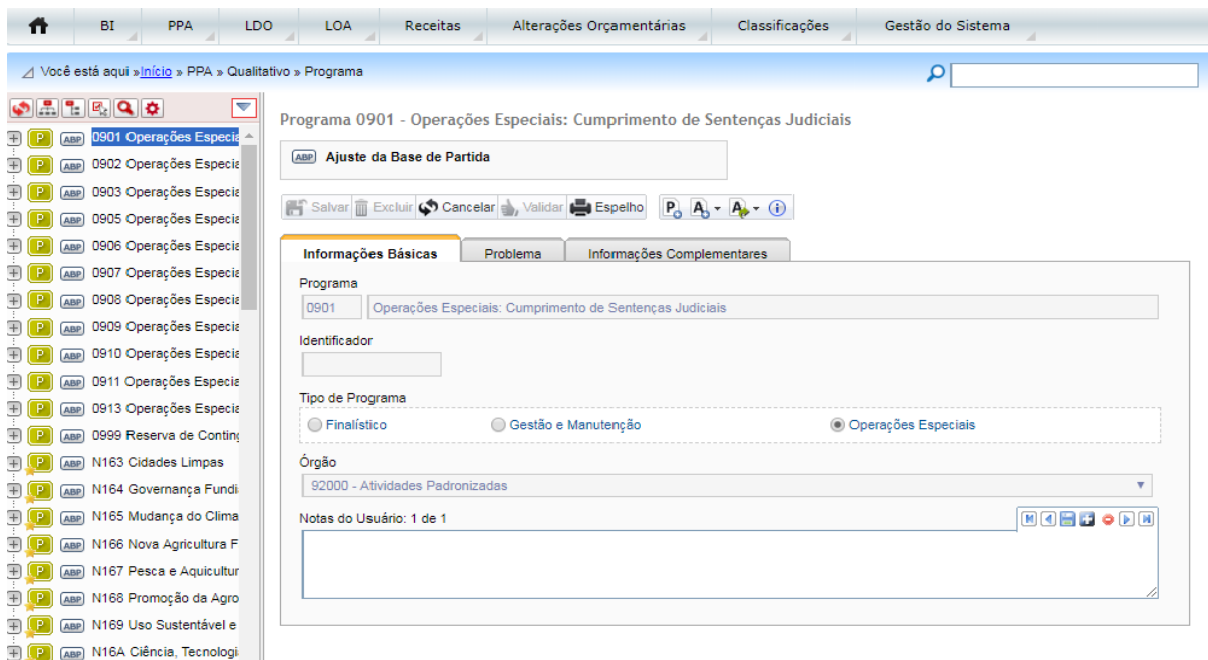 BI PPA LDO LOA Receitas Alterações Orçamentárias Classificações Gestão do Sistema
Você está aqui »Início » PPA » Qualitativo » Programa
Programa 0901 - Operações Especiais: Cumprimento de Sentenças Judiciais
ABP Ajuste da Base de Partida
Salvar Excluir Cancelar Validar Espelho P A A
Informações Básicas Problema Informações Complementares
Programa
0901 Operações Especiais: Cumprimento de Sentenças Judiciais
Identificador
Tipo de Programa
Finalístico Gestão e Manutenção Operações Especiais
Órgão
92000 - Atividades Padronizadas
Notas do Usuário: 1 de 1
P ABP 0901 Operações Especia
P ABP 0902 Operações Especia
P ABP 0903 Operações Especia
P ABP 0905 Operações Especia
P ABP 0906 Operações Especia
P ABP 0907 Operações Especia
P ABP 0908 Operações Especia
P ABP 0909 Operações Especia
P ABP 0910 Operações Especia
P ABP 0911 Operações Especia
P ABP 0913 Operações Especia
P ABP 0999 Reserva de Conting
P ABP N163 Cidades Limpas
P ABP N164 Governança Fundi
P ABP N165 Mudança do Clima
P ABP N166 Nova Agricultura F
P ABP N167 Pesca e Aquicultur
P ABP N168 Promoção da Agro
P ABP N169 Uso Sustentável e
P ABP N16A Ciência, Tecnologi